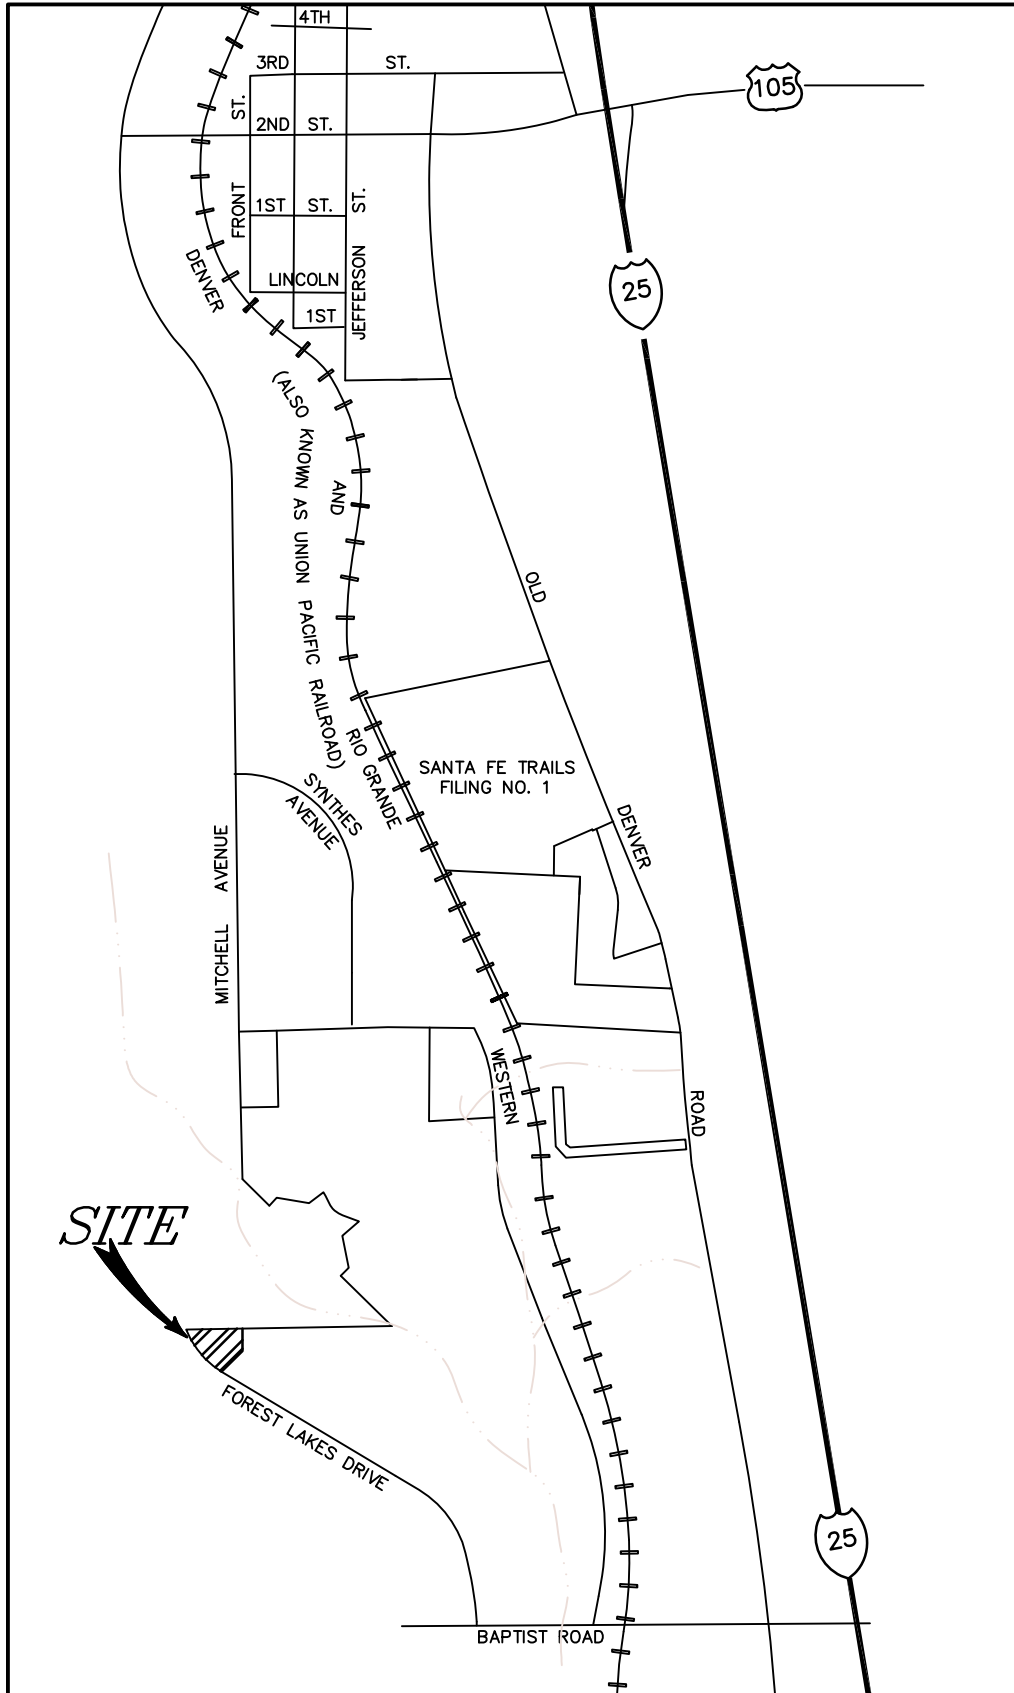 4TH
3RD ST.
105
FRONT ST.
2ND ST.
1ST ST.
JEFFERSON ST.
LINCOLN
1ST
25
DENVER AND RIO GRANDE WESTERN
(ALSO KNOWN AS UNION PACIFIC RAILROAD)
OLD DENVER ROAD
SANTA FE TRAILS
FILING NO. 1
SYNTHES
AVENUE
MITCHELL AVENUE
SITE
FOREST LAKES DRIVE
25
BAPTIST ROAD